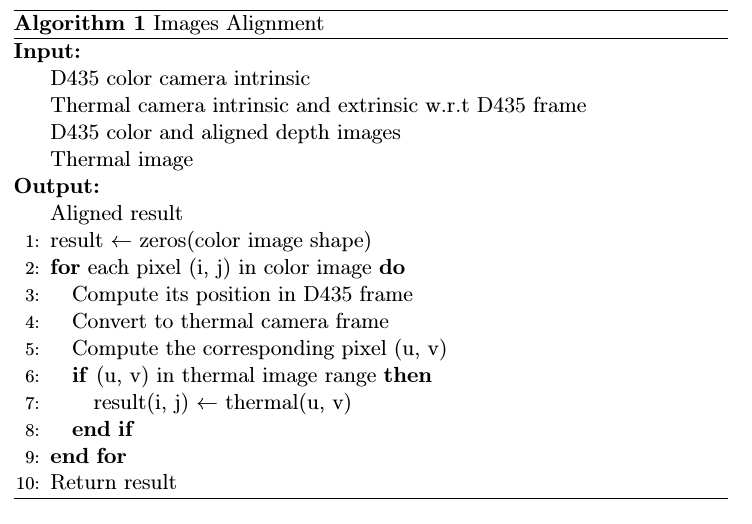 Algorithm 1 Images Alignment
Input:
D435 color camera intrinsic
Thermal camera intrinsic and extrinsic w.r.t D435 frame
D435 color and aligned depth images
Thermal image
Output:
Aligned result
1: result ← zeros(color image shape)
2: for each pixel (i, j) in color image do
3: Compute its position in D435 frame
4: Convert to thermal camera frame
5: Compute the corresponding pixel (u, v)
6: if (u, v) in thermal image range then
7: result(i, j) ← thermal(u, v)
8: end if
9: end for
10: Return result